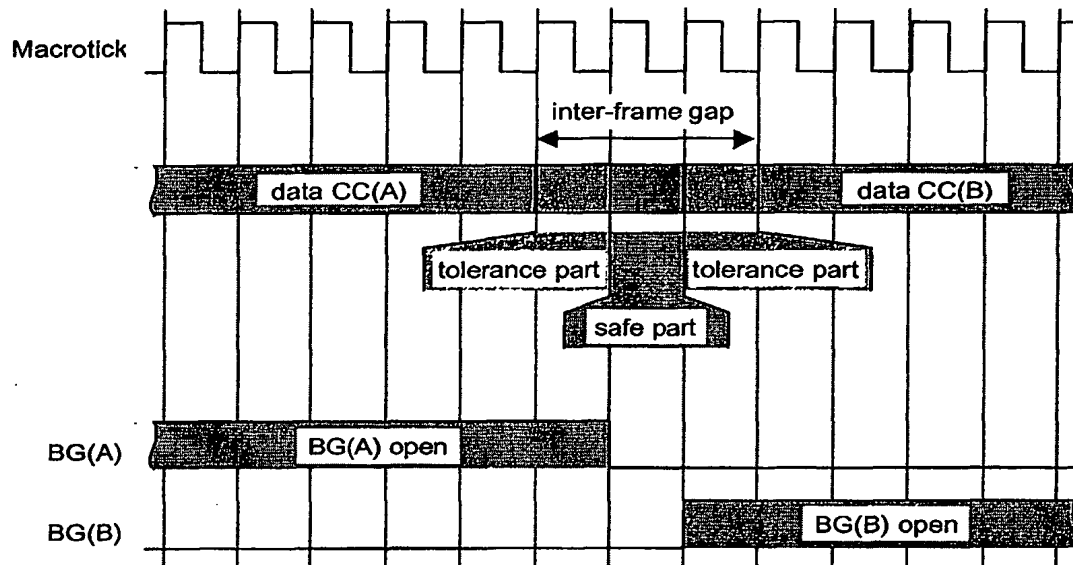 Macrotick
inter-frame gap
data CC(A)
data CC(B)
tolerance part
tolerance part
safe part
BG(A)
BG(A) open
BG(B)
BG(B) open